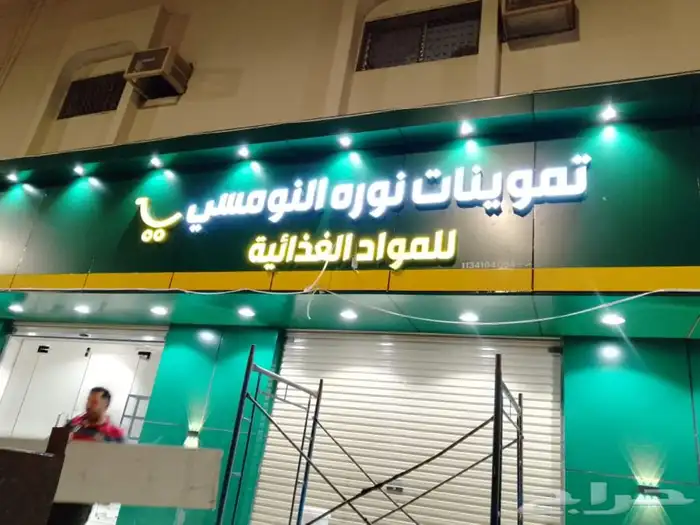 تموينات نوره النومسي
للمواد الغذائية
حراج